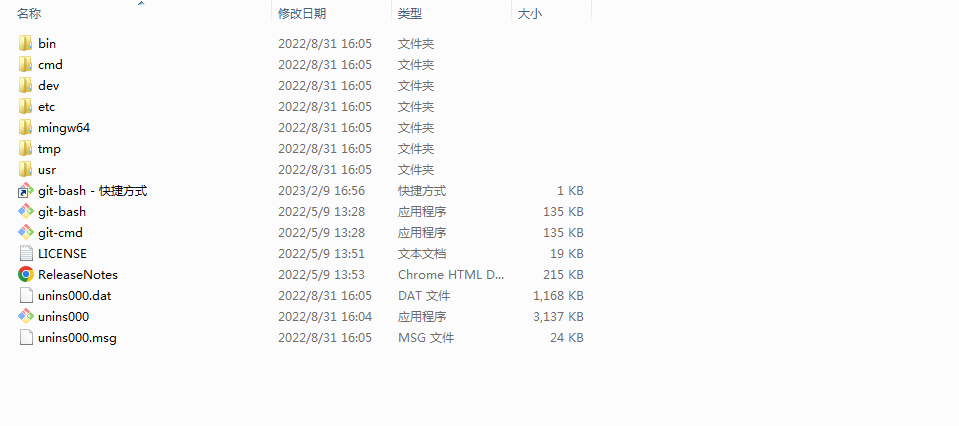 名称 修改日期 类型 大小
bin 2022/8/31 16:05 文件夹
cmd 2022/8/31 16:05 文件夹
dev 2022/8/31 16:05 文件夹
etc 2022/8/31 16:05 文件夹
mingw64 2022/8/31 16:05 文件夹
tmp 2022/8/31 16:05 文件夹
usr 2022/8/31 16:05 文件夹
git-bash - 快捷方式 2023/2/9 16:56 快捷方式 1 KB
git-bash 2022/5/9 13:28 应用程序 135 KB
git-cmd 2022/5/9 13:28 应用程序 135 KB
LICENSE 2022/5/9 13:51 文本文档 19 KB
ReleaseNotes 2022/5/9 13:53 Chrome HTML D... 215 KB
unins000.dat 2022/8/31 16:05 DAT 文件 1,168 KB
unins000 2022/8/31 16:04 应用程序 3,137 KB
unins000.msg 2022/8/31 16:05 MSG 文件 24 KB